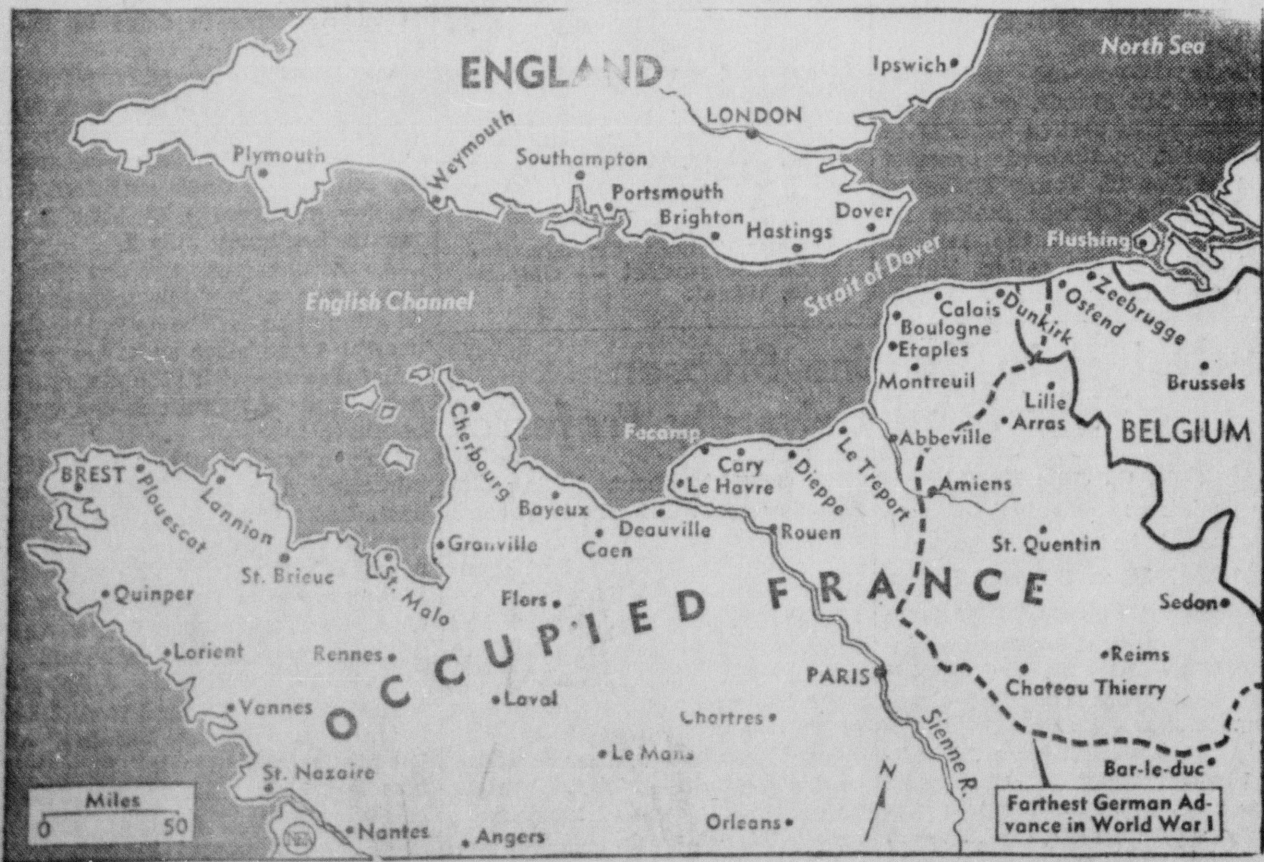 North Sea
ENGLAND
Ipswich
LONDON
Plymouth
Weymouth
Southampton
Portsmouth
Brighton
Hastings
Dover
Flushing
English Channel
Strait of Dover
Calais
Dunkirk
Ostend
Zeebrugge
Boulogne
Etaples
Montreuil
Lille
Arras
Brussels
BELGIUM
Cherbourg
Fecamp
Cary
Le Havre
Dieppe
Le Treport
Abbeville
Amiens
BREST
Plouescat
Lannion
Bayeux
Caen
Deauville
Rouen
St. Quentin
Granville
St. Brieuc
St. Malo
Quinper
Flers
OCCUPIED FRANCE
Sedan
Lorient
Rennes
PARIS
Reims
Chateau Thierry
Vannes
Laval
Chartres
Sienne R.
Le Mans
St. Nazaire
N
Bar-le-duc
Miles
0 50
NEA
Nantes
Angers
Orleans
Farthest German Ad-
vance in World War I